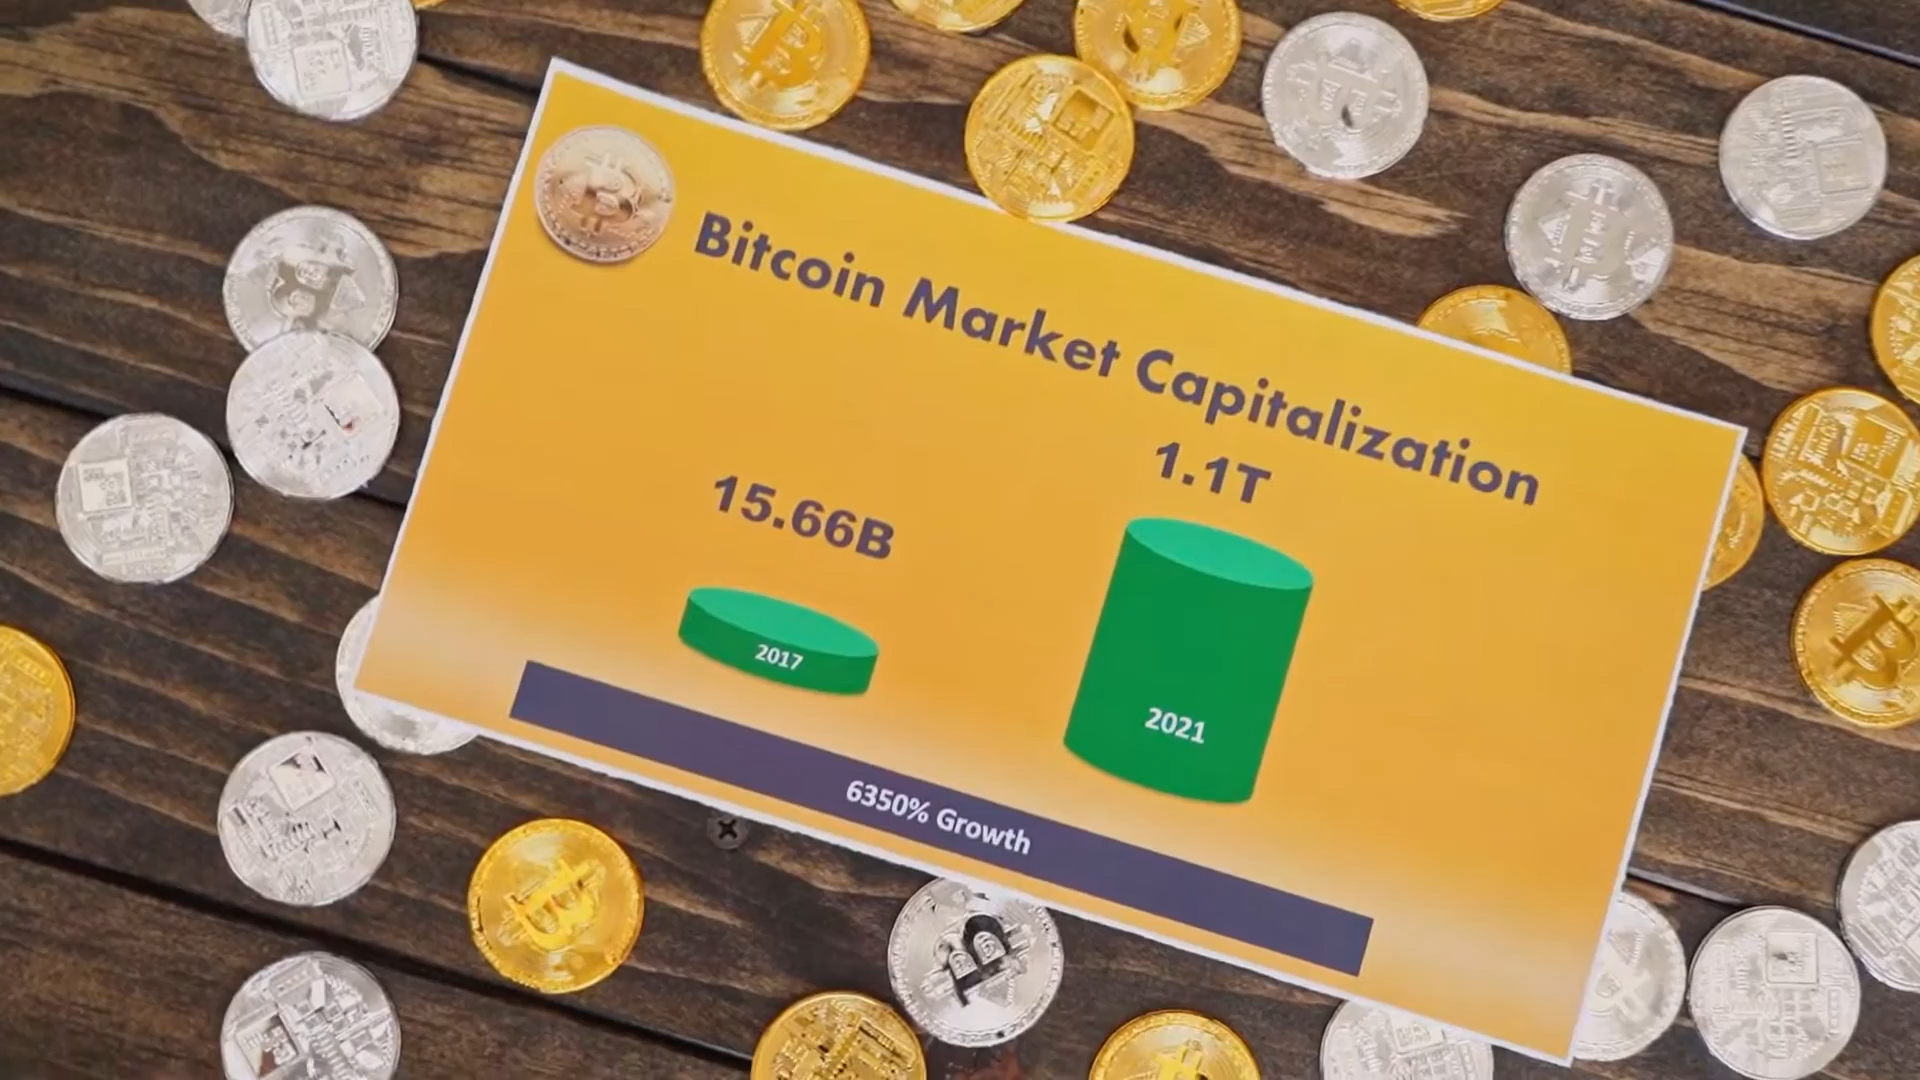 Bitcoin Market Capitalization
15.66B
1.1T
2017
2021
6350% Growth